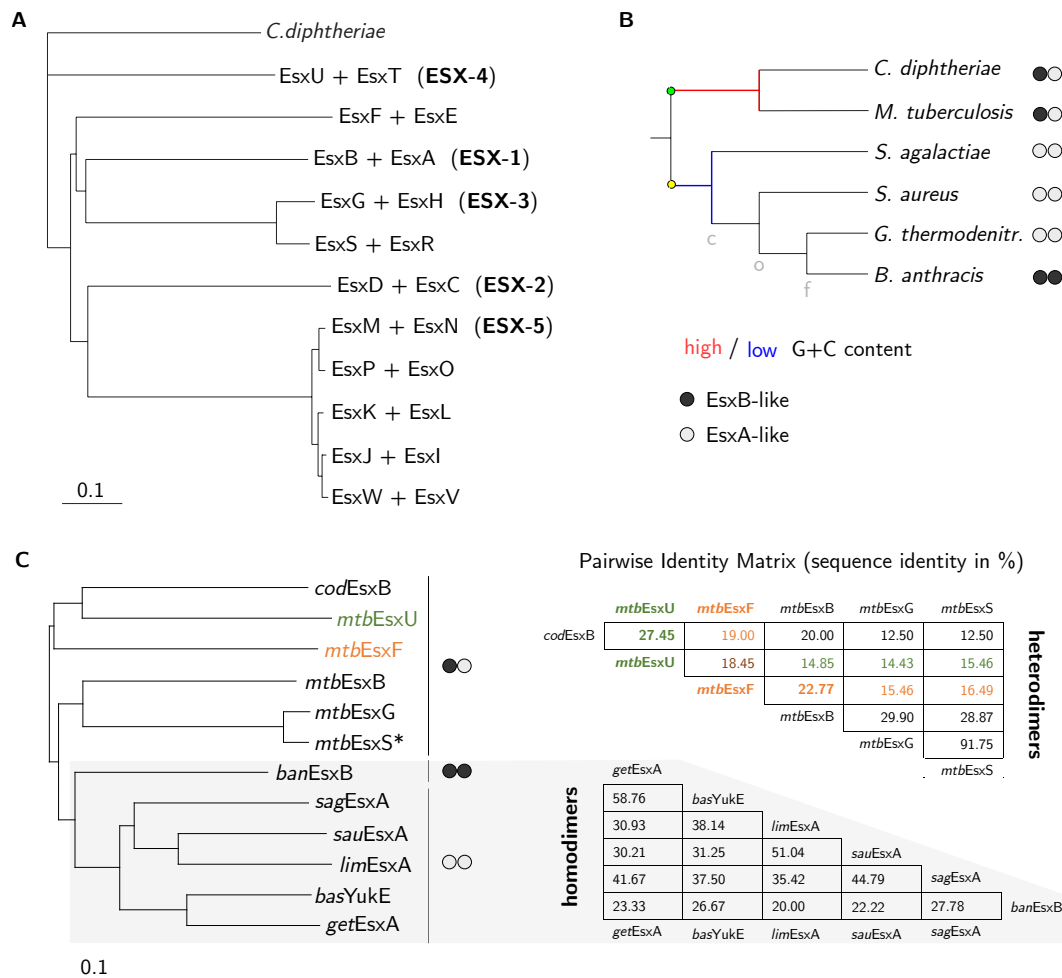 A
C.diphtheriae
EsxU + EsxT (ESX-4)
EsxF + EsxE
EsxB + EsxA (ESX-1)
EsxG + EsxH (ESX-3)
EsxS + EsxR
EsxD + EsxC (ESX-2)
EsxM + EsxN (ESX-5)
EsxP + EsxO
EsxK + EsxL
EsxJ + EsxI
EsxW + EsxV
0.1
B
C. diphtheriae
M. tuberculosis
S. agalactiae
S. aureus
G. thermodenitr.
B. anthracis
c
o
f
high / low G+C content
EsxB-like
EsxA-like
C
codEsxB
mtbEsxU
mtbEsxF
mtbEsxB
mtbEsxG
mtbEsxS*
banEsxB
sagEsxA
sauEsxA
limEsxA
basYukE
getEsxA
0.1
Pairwise Identity Matrix (sequence identity in %)
mtbEsxU mtbEsxF mtbEsxB mtbEsxG mtbEsxS
codEsxB 27.45 19.00 20.00 12.50 12.50
mtbEsxU 18.45 14.85 14.43 15.46
mtbEsxF 22.77 15.46 16.49
mtbEsxB 29.90 28.87
mtbEsxG 91.75
mtbEsxS
heterodimers
homodimers
getEsxA
58.76 basYukE
30.93 38.14 limEsxA
30.21 31.25 51.04 sauEsxA
41.67 37.50 35.42 44.79 sagEsxA
23.33 26.67 20.00 22.22 27.78 banEsxB
getEsxA basYukE limEsxA sauEsxA sagEsxA